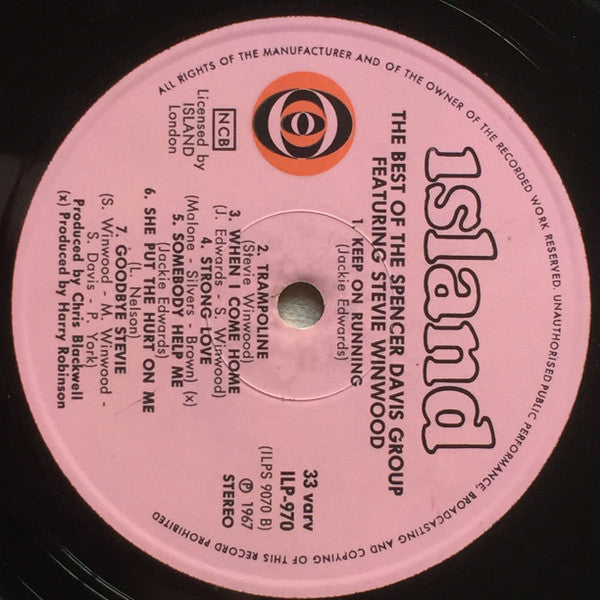 ALL RIGHTS OF THE MANUFACTURER AND OF THE OWNER OF THE RECORDED WORK RESERVED. UNAUTHORISED PUBLIC PERFORMANCE, BROADCASTING AND COPYING OF THIS RECORD PROHIBITED
ısland
THE BEST OF THE SPENCER DAVIS GROUP
FEATURING STEVIE WINWOOD
NCB
Licensed by
ISLAND
London
33 varv
ILP-970
(ILPS 9070 B)
℗ 1967
STEREO
1 KEEP ON RUNNING
(Jackie Edwards)
2. TRAMPOLINE
(Stevie Winwood)
3. WHEN I COME HOME
(J. Edwards - S. Winwood)
4. STRONG LOVE
(Malone - Silvers - Brown) (x)
5. SOMEBODY HELP ME
(Jackie Edwards)
6. SHE PUT THE HURT ON ME
(L. Nelson)
7. GOODBYE STEVIE
(S. Winwood - M. Winwood -
S. Davis - P. York)
Produced by Chris Blackwell
(x) Produced by Harry Robinson